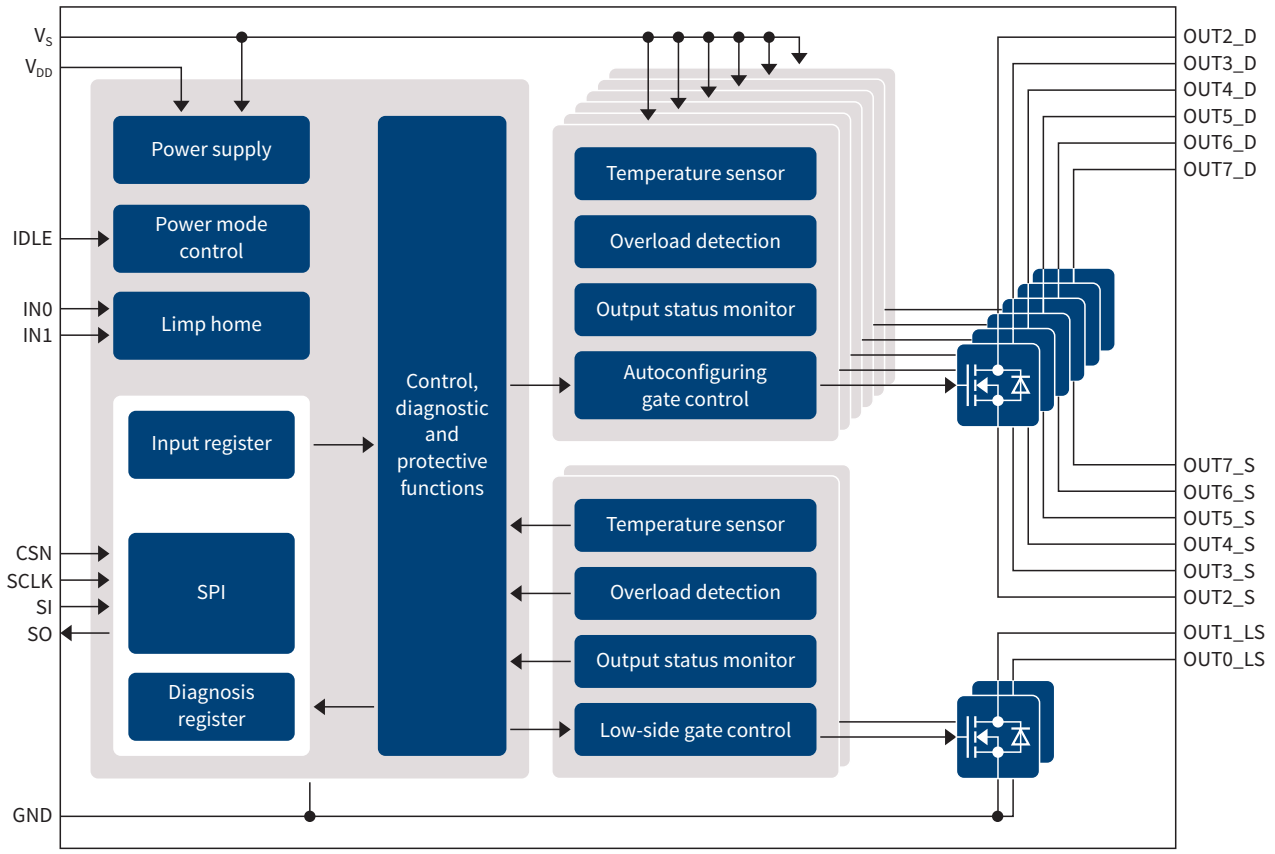 VS
VDD
IDLE
IN0
IN1
CSN
SCLK
SI
SO
GND
Power supply
Power mode
control
Limp home
Input register
SPI
Diagnosis
register
Control,
diagnostic
and
protective
functions
Temperature sensor
Overload detection
Output status monitor
Autoconfiguring
gate control
Temperature sensor
Overload detection
Output status monitor
Low-side gate control
OUT2_D
OUT3_D
OUT4_D
OUT5_D
OUT6_D
OUT7_D
OUT7_S
OUT6_S
OUT5_S
OUT4_S
OUT3_S
OUT2_S
OUT1_LS
OUT0_LS